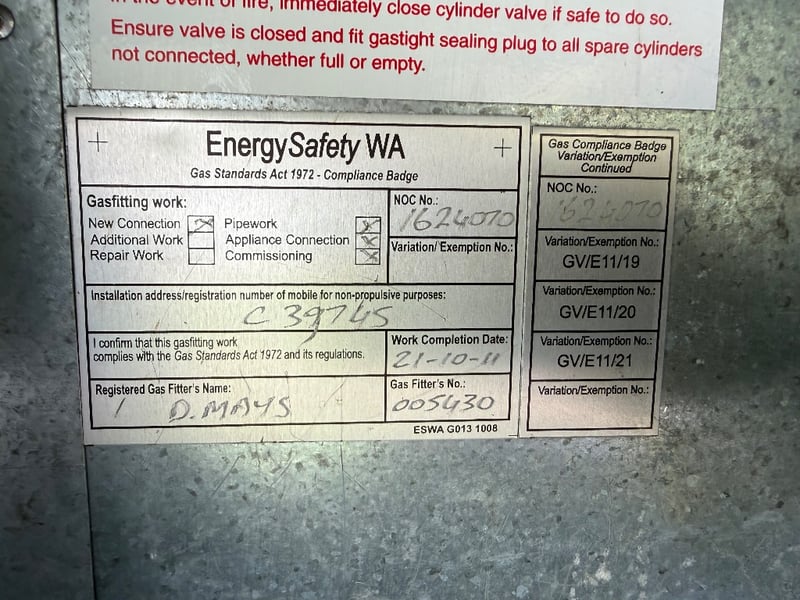 In the event of fire, immediately close cylinder valve if safe to do so.
Ensure valve is closed and fit gastight sealing plug to all spare cylinders
not connected, whether full or empty.
EnergySafety WA
Gas Standards Act 1972 - Compliance Badge
Gasfitting work:
New Connection
Additional Work
Repair Work
Pipework
Appliance Connection
Commissioning
NOC No.:
1624070
Variation/Exemption No.:
Installation address/registration number of mobile for non-propulsive purposes:
C 39745
I confirm that this gasfitting work
complies with the Gas Standards Act 1972 and its regulations.
Work Completion Date:
21-10-11
Registered Gas Fitter's Name:
D. MAYS
Gas Fitter's No.:
005430
ESWA G013 1008
Gas Compliance Badge
Variation/Exemption
Continued
NOC No.:
1624070
Variation/Exemption No.:
GV/E11/19
Variation/Exemption No.:
GV/E11/20
Variation/Exemption No.:
GV/E11/21
Variation/Exemption No.: